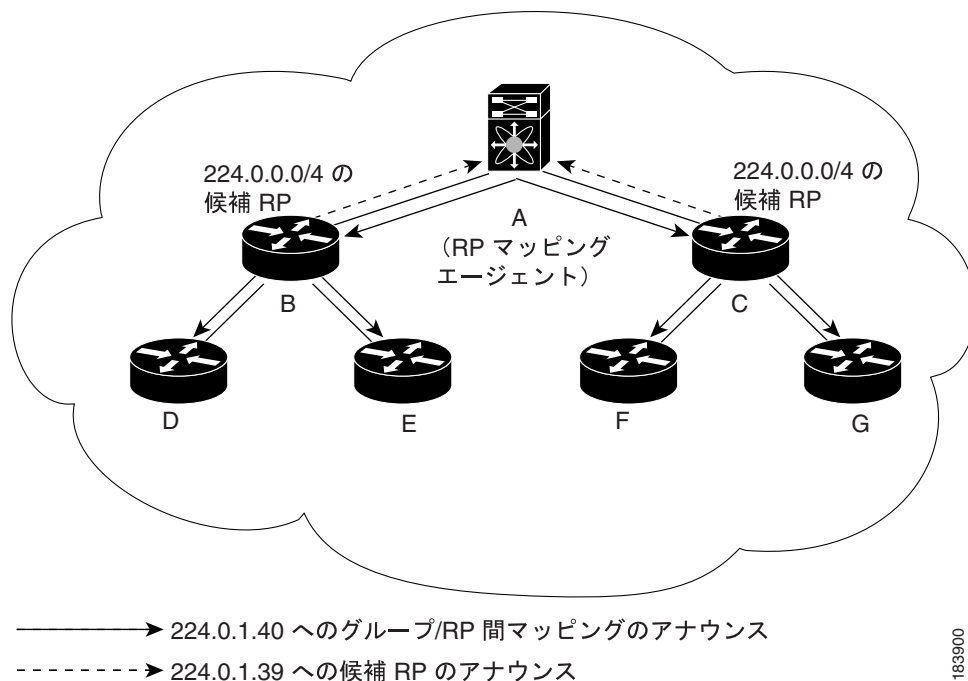 224.0.0.0/4 の
候補 RP
224.0.0.0/4 の
候補 RP
A
（RP マッピング
エージェント）
B
C
D
E
F
G
224.0.1.40 へのグループ/RP 間マッピングのアナウンス
224.0.1.39 への候補 RP のアナウンス
183900